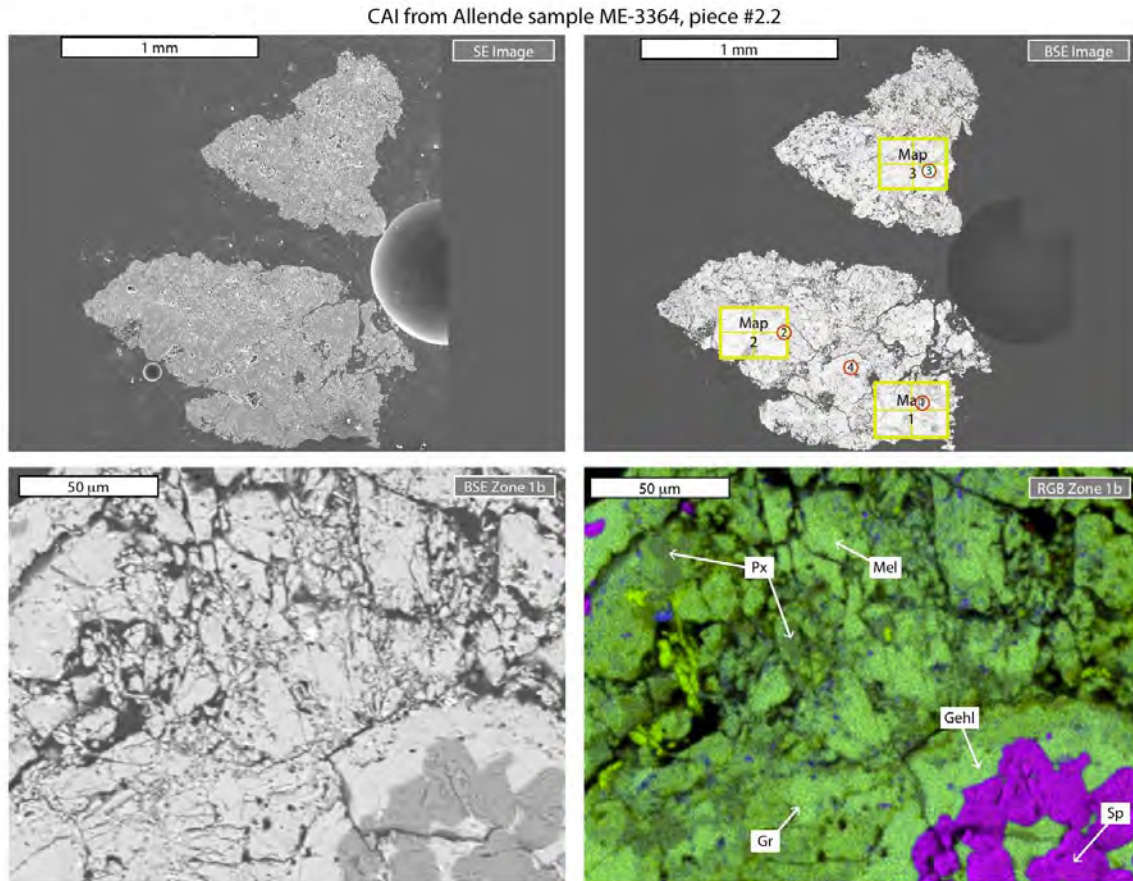 CAI from Allende sample ME-3364, piece #2.2
1 mm
SE Image
1 mm
BSE Image
Map
3
3
Map
2
2
4
Map
1
1
50 μm
BSE Zone 1b
50 μm
RGB Zone 1b
Px
Mel
Gehl
Gr
Sp